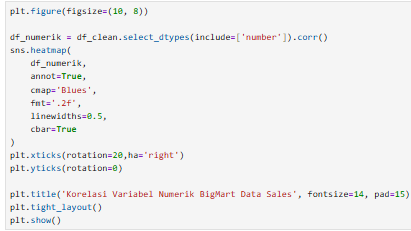 plt.figure(figsize=(10, 8))
df_numerik = df_clean.select_dtypes(include=['number']).corr()
sns.heatmap(
    df_numerik,
    annot=True,
    cmap='Blues',
    fmt='.2f',
    linewidths=0.5,
    cbar=True
)
plt.xticks(rotation=20,ha='right')
plt.yticks(rotation=0)
plt.title('Korelasi Variabel Numerik BigMart Data Sales', fontsize=14, pad=15)
plt.tight_layout()
plt.show()